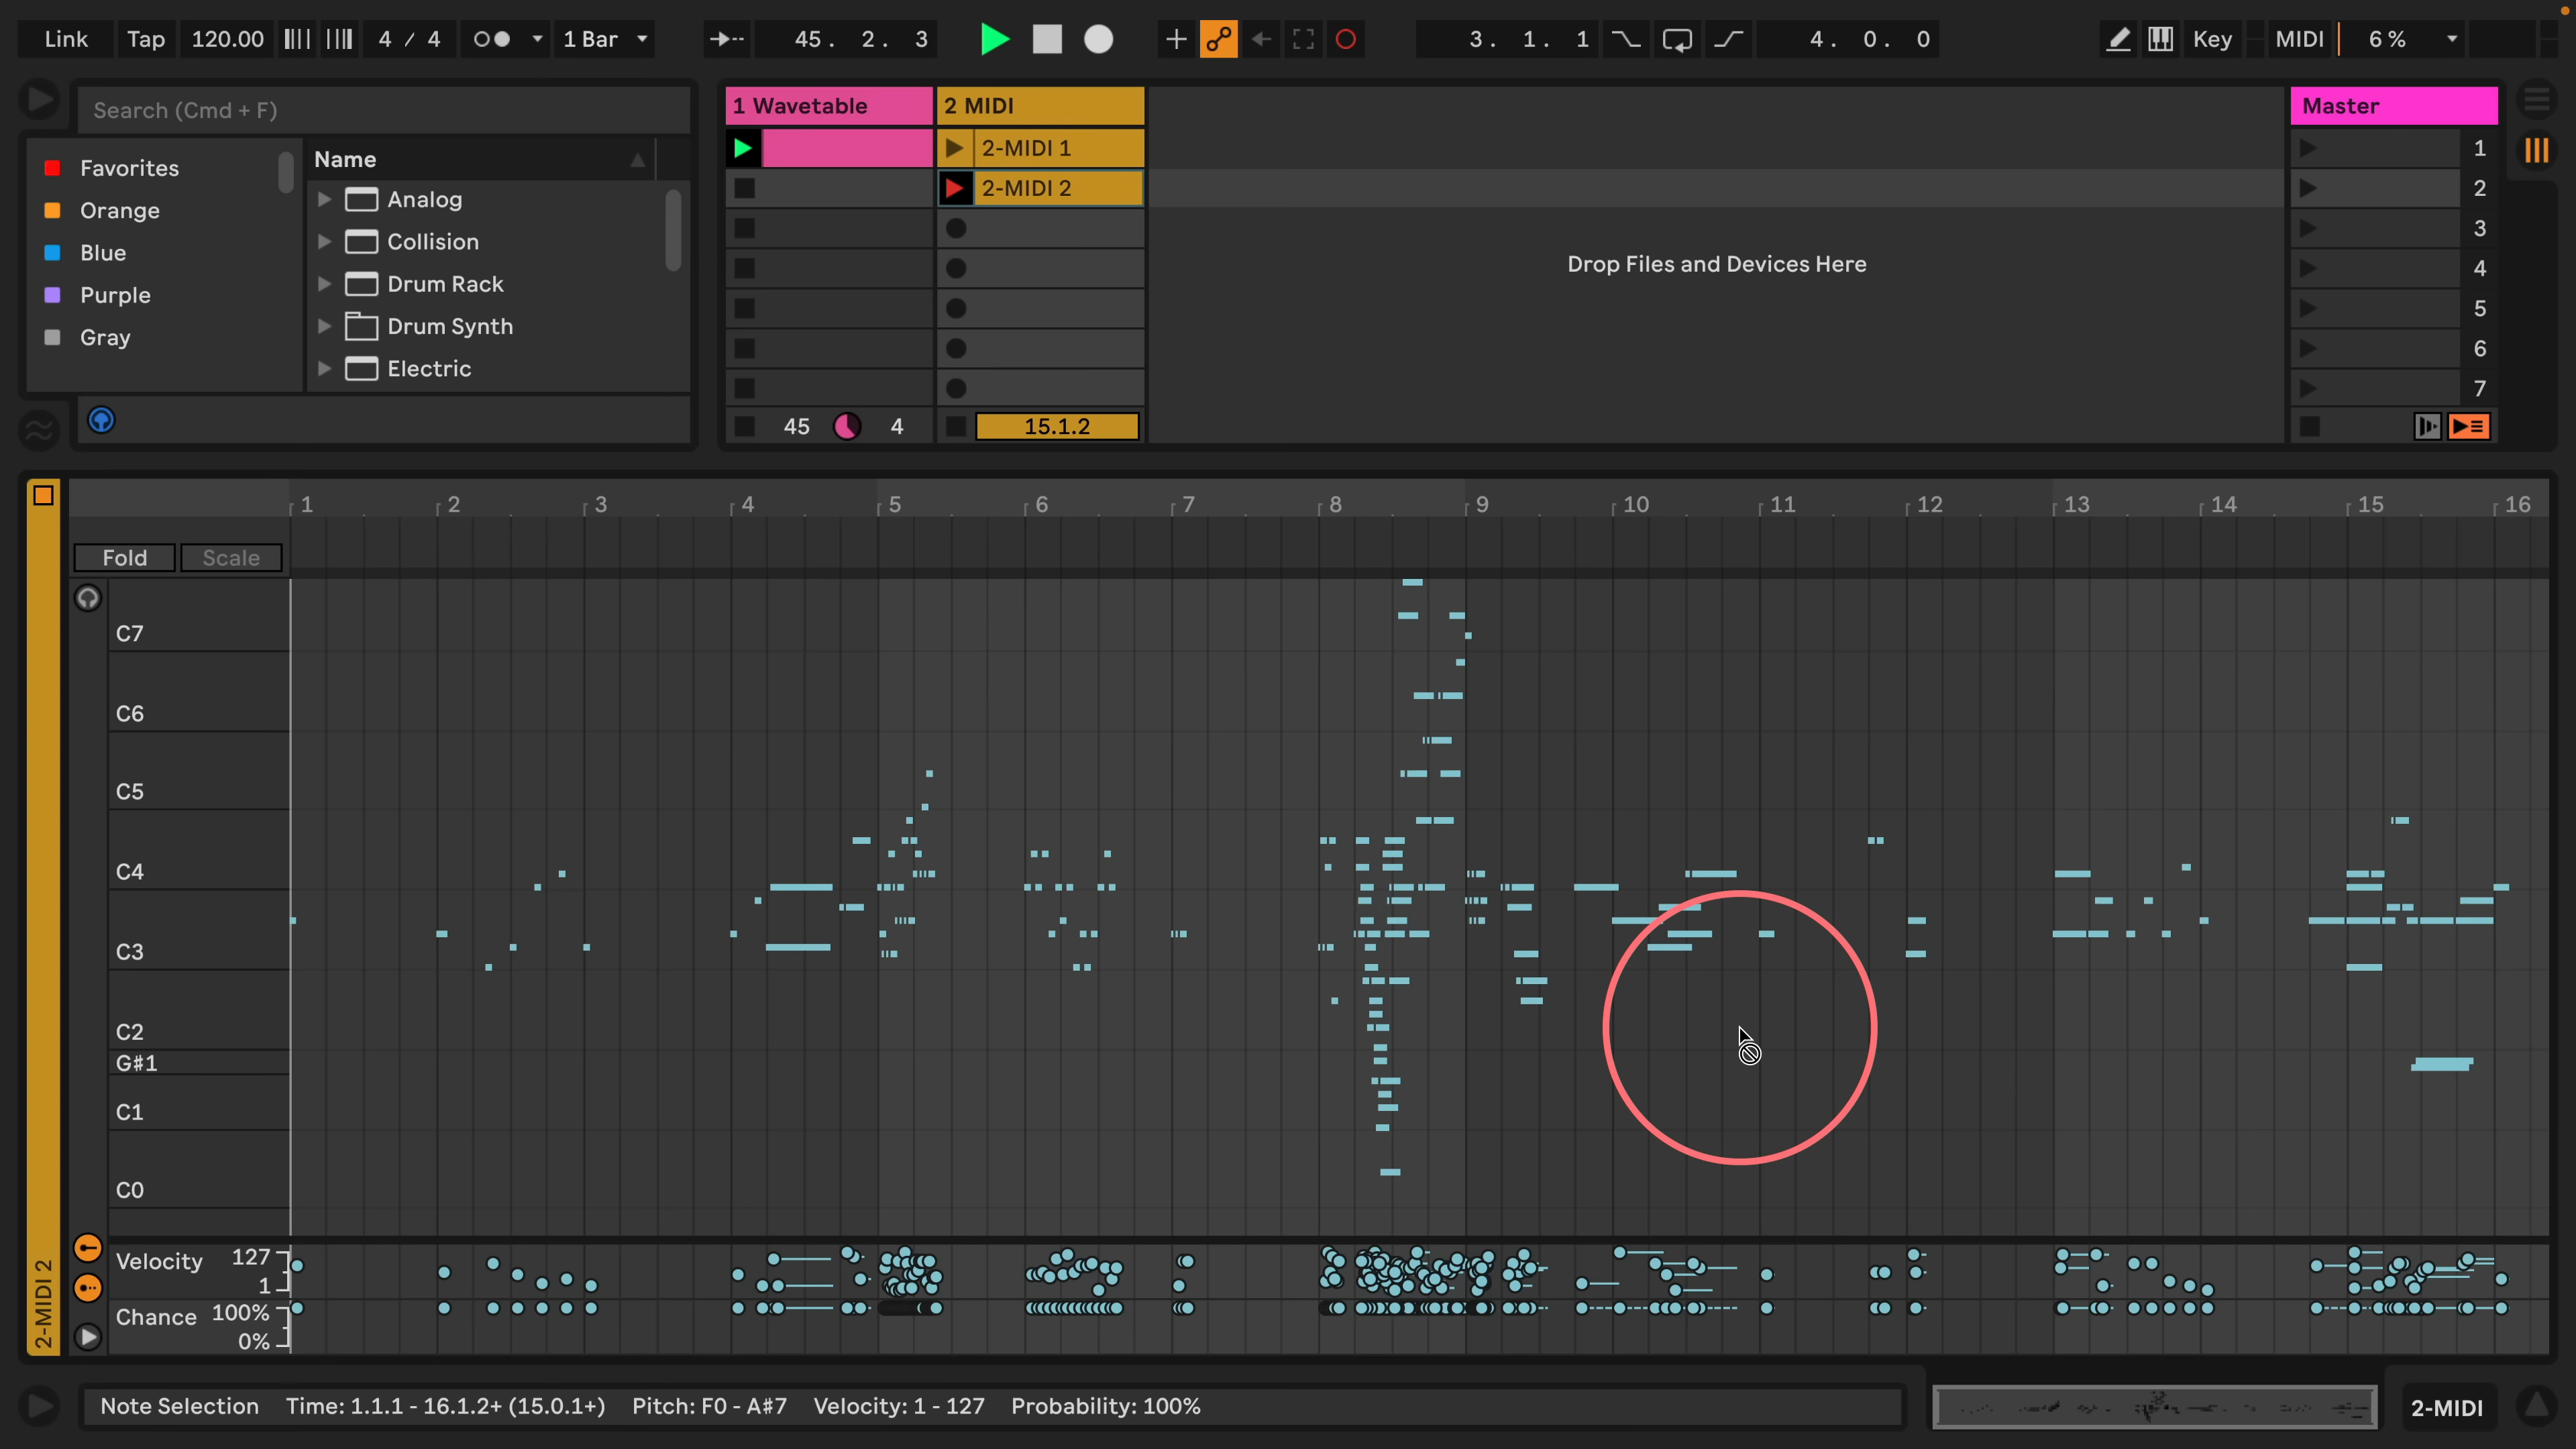 Link Tap 120.00 4 / 4 1 Bar 45. 2. 3 3. 1. 1 4. 0. 0 Key MIDI 6 %
Search (Cmd + F)
Favorites
Orange
Blue
Purple
Gray
Name
Analog
Collision
Drum Rack
Drum Synth
Electric
1 Wavetable 2 MIDI Master
2-MIDI 1 1
2-MIDI 2 2
3
Drop Files and Devices Here
4
5
6
7
45 4 15.1.2
1 2 3 4 5 6 7 8 9 10 11 12 13 14 15 16
Fold Scale
C7
C6
C5
C4
C3
C2
G#1
C1
C0
2-MIDI 2
Velocity 127
1
Chance 100%
0%
Note Selection Time: 1.1.1 - 16.1.2+ (15.0.1+) Pitch: F0 - A#7 Velocity: 1 - 127 Probability: 100%
2-MIDI